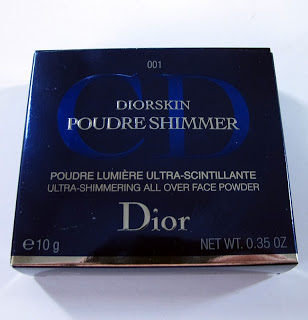 001
CD
DIORSKIN
POUDRE SHIMMER
POUDRE LUMIÈRE ULTRA-SCINTILLANTE
ULTRA-SHIMMERING ALL OVER FACE POWDER
Dior
℮ 10 g NET WT. 0.35 OZ